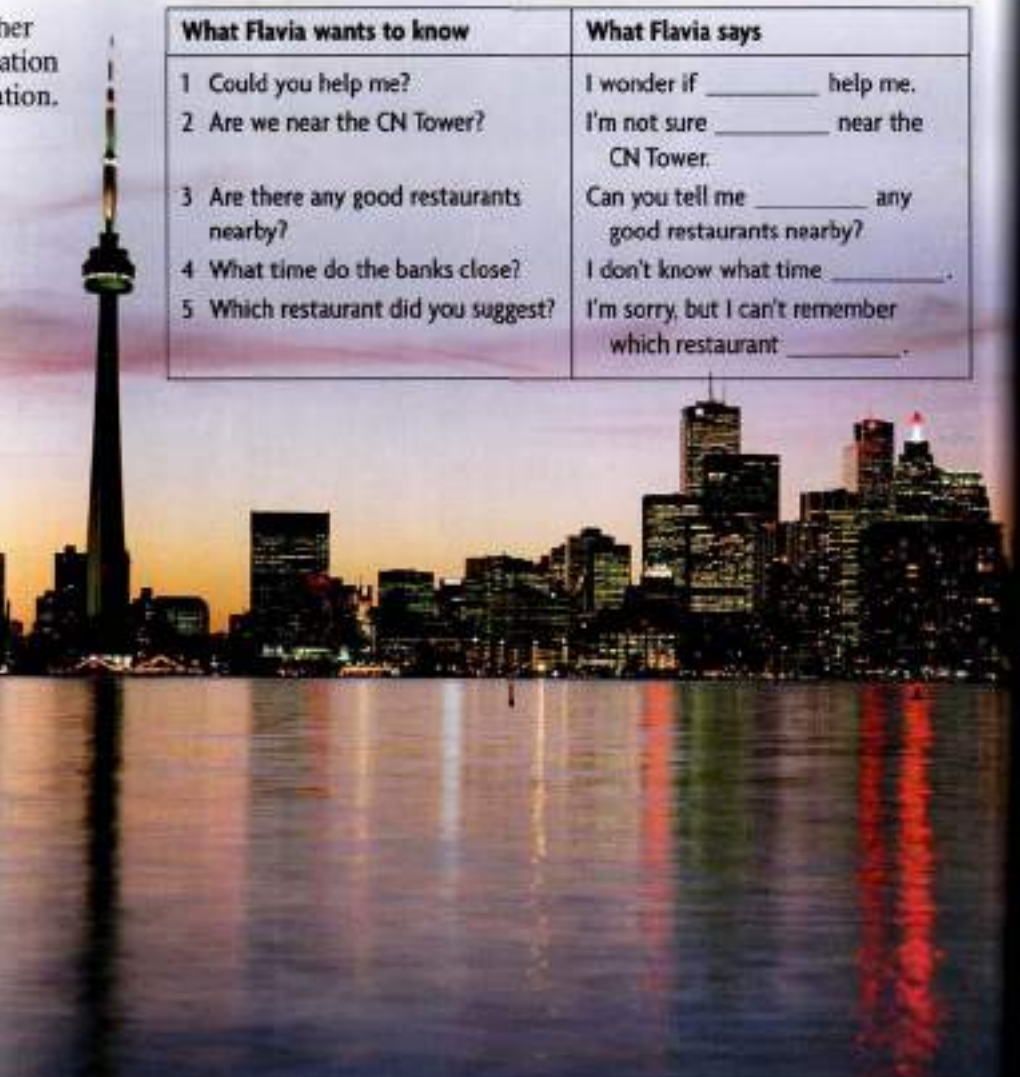 her
ation
ation.
What Flavia wants to know
What Flavia says
1 Could you help me?
I wonder if ________ help me.
2 Are we near the CN Tower?
I'm not sure ________ near the
CN Tower.
3 Are there any good restaurants
nearby?
Can you tell me ________ any
good restaurants nearby?
4 What time do the banks close?
I don't know what time ________.
5 Which restaurant did you suggest?
I'm sorry, but I can't remember
which restaurant ________.